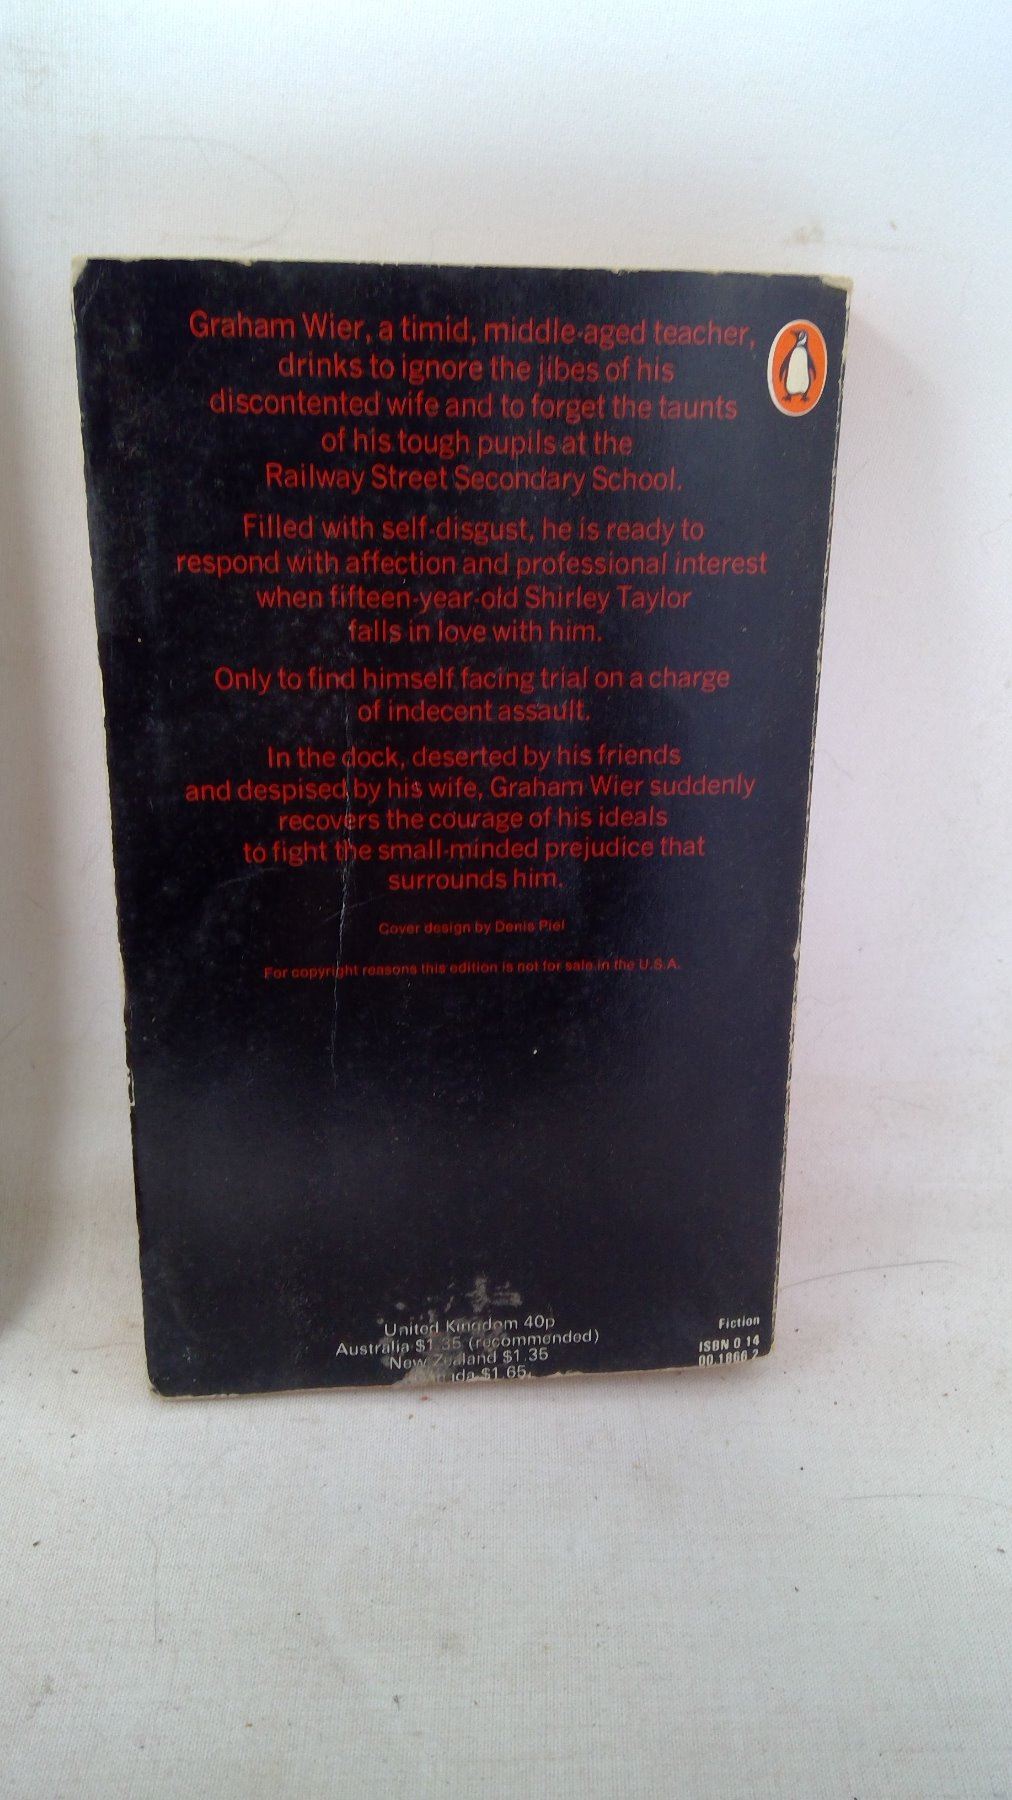 Graham Wier, a timid, middle-aged teacher,
drinks to ignore the jibes of his
discontented wife and to forget the taunts
of his tough pupils at the
Railway Street Secondary School.
Filled with self-disgust, he is ready to
respond with affection and professional interest
when fifteen-year-old Shirley Taylor
falls in love with him.
Only to find himself facing trial on a charge
of indecent assault.
In the dock, deserted by his friends
and despised by his wife, Graham Wier suddenly
recovers the courage of his ideals
to fight the small-minded prejudice that
surrounds him.
Cover design by Denis Piel
For copyright reasons this edition is not for sale in the U.S.A.
United Kingdom 40p
Australia $1.35 (recommended)
New Zealand $1.35
$1.65
Fiction
ISBN 0 14
00.1866 2